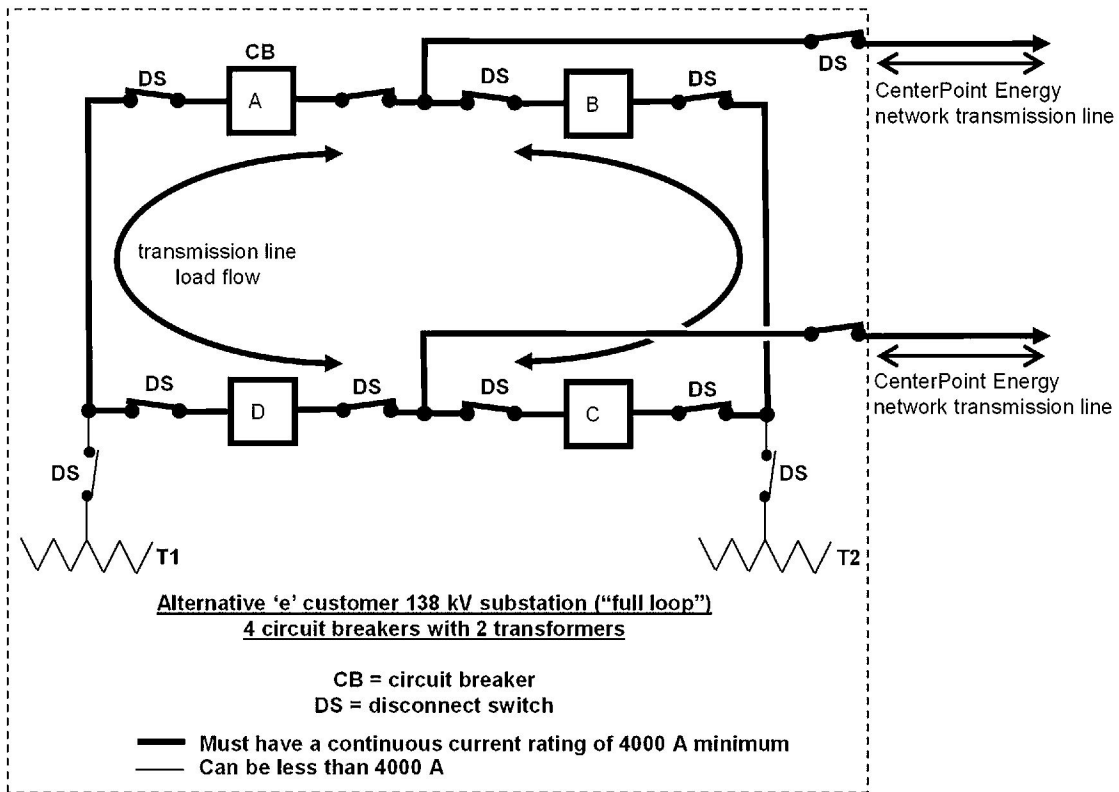 CB
DS
DS
DS
DS
A
B
CenterPoint Energy
network transmission line
transmission line
load flow
DS
DS
DS
DS
D
C
CenterPoint Energy
network transmission line
DS
DS
T1
T2
Alternative ‘e’ customer 138 kV substation (“full loop”)
4 circuit breakers with 2 transformers
CB = circuit breaker
DS = disconnect switch
Must have a continuous current rating of 4000 A minimum
Can be less than 4000 A